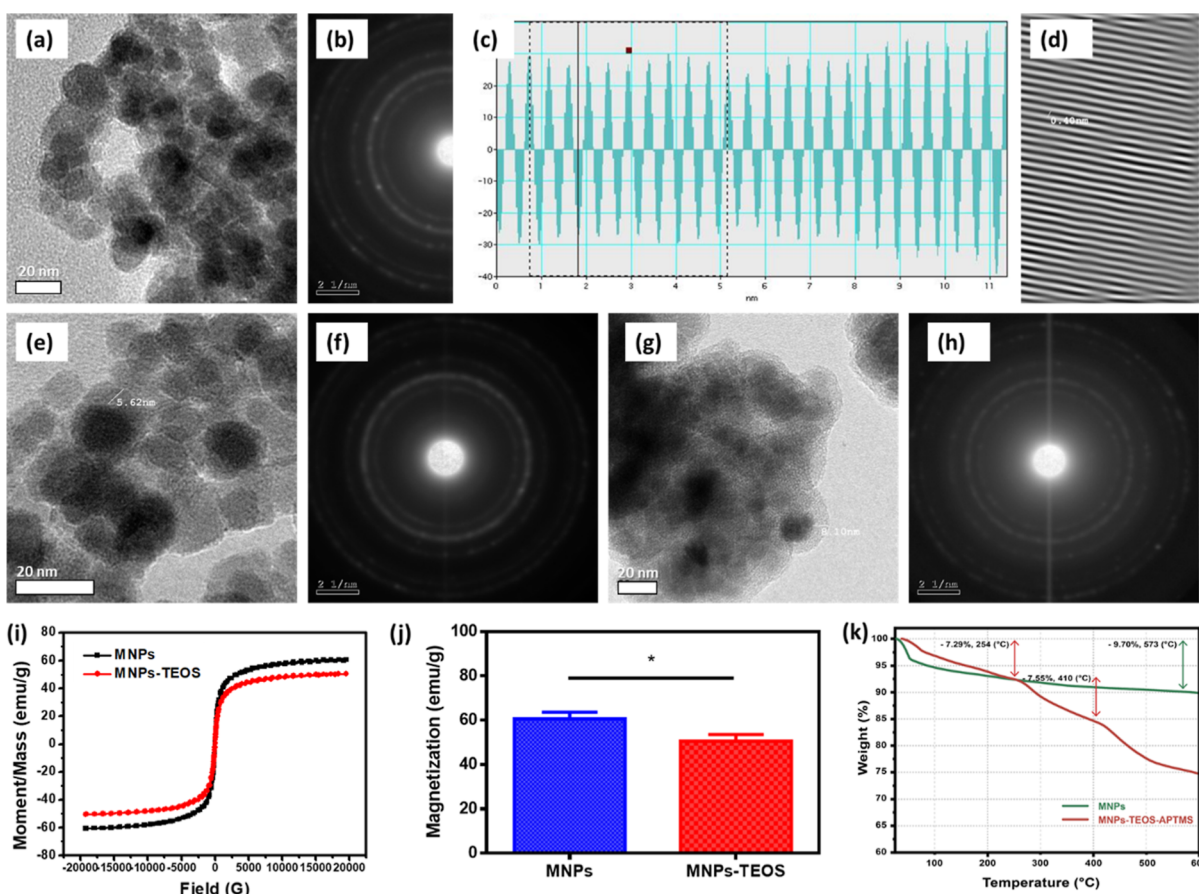 (a)
20 nm
(b)
2 1/nm
(c)
20
10
0
-10
-20
-30
-40
0 1 2 3 4 5 6 7 8 9 10 11
nm
(d)
0.40nm
(e)
5.62nm
20 nm
(f)
2 1/nm
(g)
20 nm
(h)
2 1/nm
(i)
80
60
40
20
0
-20
-40
-60
-80
MNPs
MNPs-TEOS
Moment/Mass (emu/g)
-20000-15000-10000 -5000 0 5000 10000 15000 20000
Field (G)
(j)
100
80
60
40
20
0
*
Magnetization (emu/g)
MNPs MNPs-TEOS
(k)
100
95
90
85
80
75
70
65
60
- 7.29%, 254 (°C)
- 9.70%, 573 (°C)
- 7.55%, 410 (°C)
Weight (%)
MNPs
MNPs-TEOS-APTMS
100 200 300 400 500
Temperature (°C)